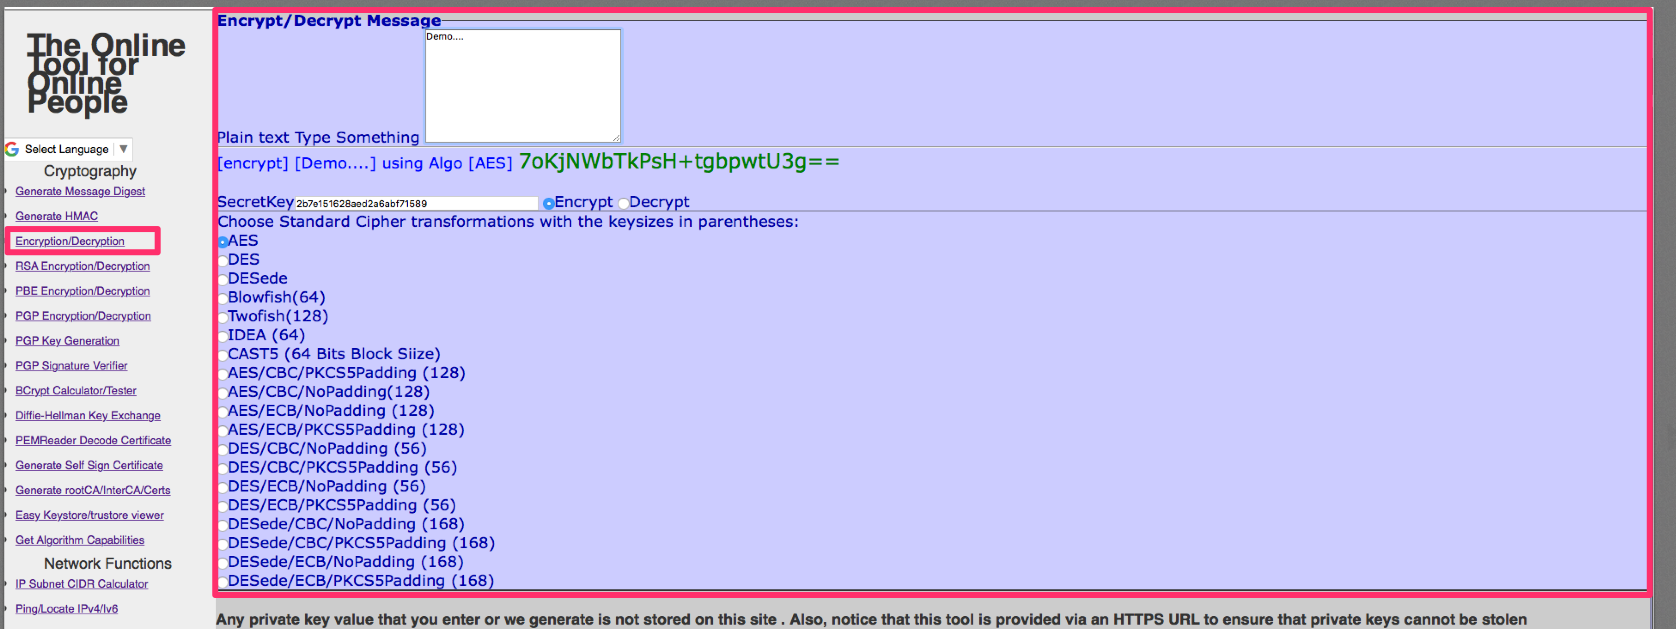 The Online
Tool for
Online
People
Select Language ▼
Cryptography
Generate Message Digest
Generate HMAC
Encryption/Decryption
RSA Encryption/Decryption
PBE Encryption/Decryption
PGP Encryption/Decryption
PGP Key Generation
PGP Signature Verifier
BCrypt Calculator/Tester
Diffie-Hellman Key Exchange
PEMReader Decode Certificate
Generate Self Sign Certificate
Generate rootCA/InterCA/Certs
Easy Keystore/trustore viewer
Get Algorithm Capabilities
Network Functions
IP Subnet CIDR Calculator
Ping/Locate IPv4/Iv6
Encrypt/Decrypt Message
Demo....
Plain text Type Something
[encrypt] [Demo....] using Algo [AES] 7oKjNWbTkPsH+tgbpwtU3g==
SecretKey 2b7e151628aed2a6abf71589 Encrypt Decrypt
Choose Standard Cipher transformations with the keysizes in parentheses:
AES
DES
DESede
Blowfish(64)
Twofish(128)
IDEA (64)
CAST5 (64 Bits Block Siize)
AES/CBC/PKCS5Padding (128)
AES/CBC/NoPadding(128)
AES/ECB/NoPadding (128)
AES/ECB/PKCS5Padding (128)
DES/CBC/NoPadding (56)
DES/CBC/PKCS5Padding (56)
DES/ECB/NoPadding (56)
DES/ECB/PKCS5Padding (56)
DESede/CBC/NoPadding (168)
DESede/CBC/PKCS5Padding (168)
DESede/ECB/NoPadding (168)
DESede/ECB/PKCS5Padding (168)
Any private key value that you enter or we generate is not stored on this site . Also, notice that this tool is provided via an HTTPS URL to ensure that private keys cannot be stolen